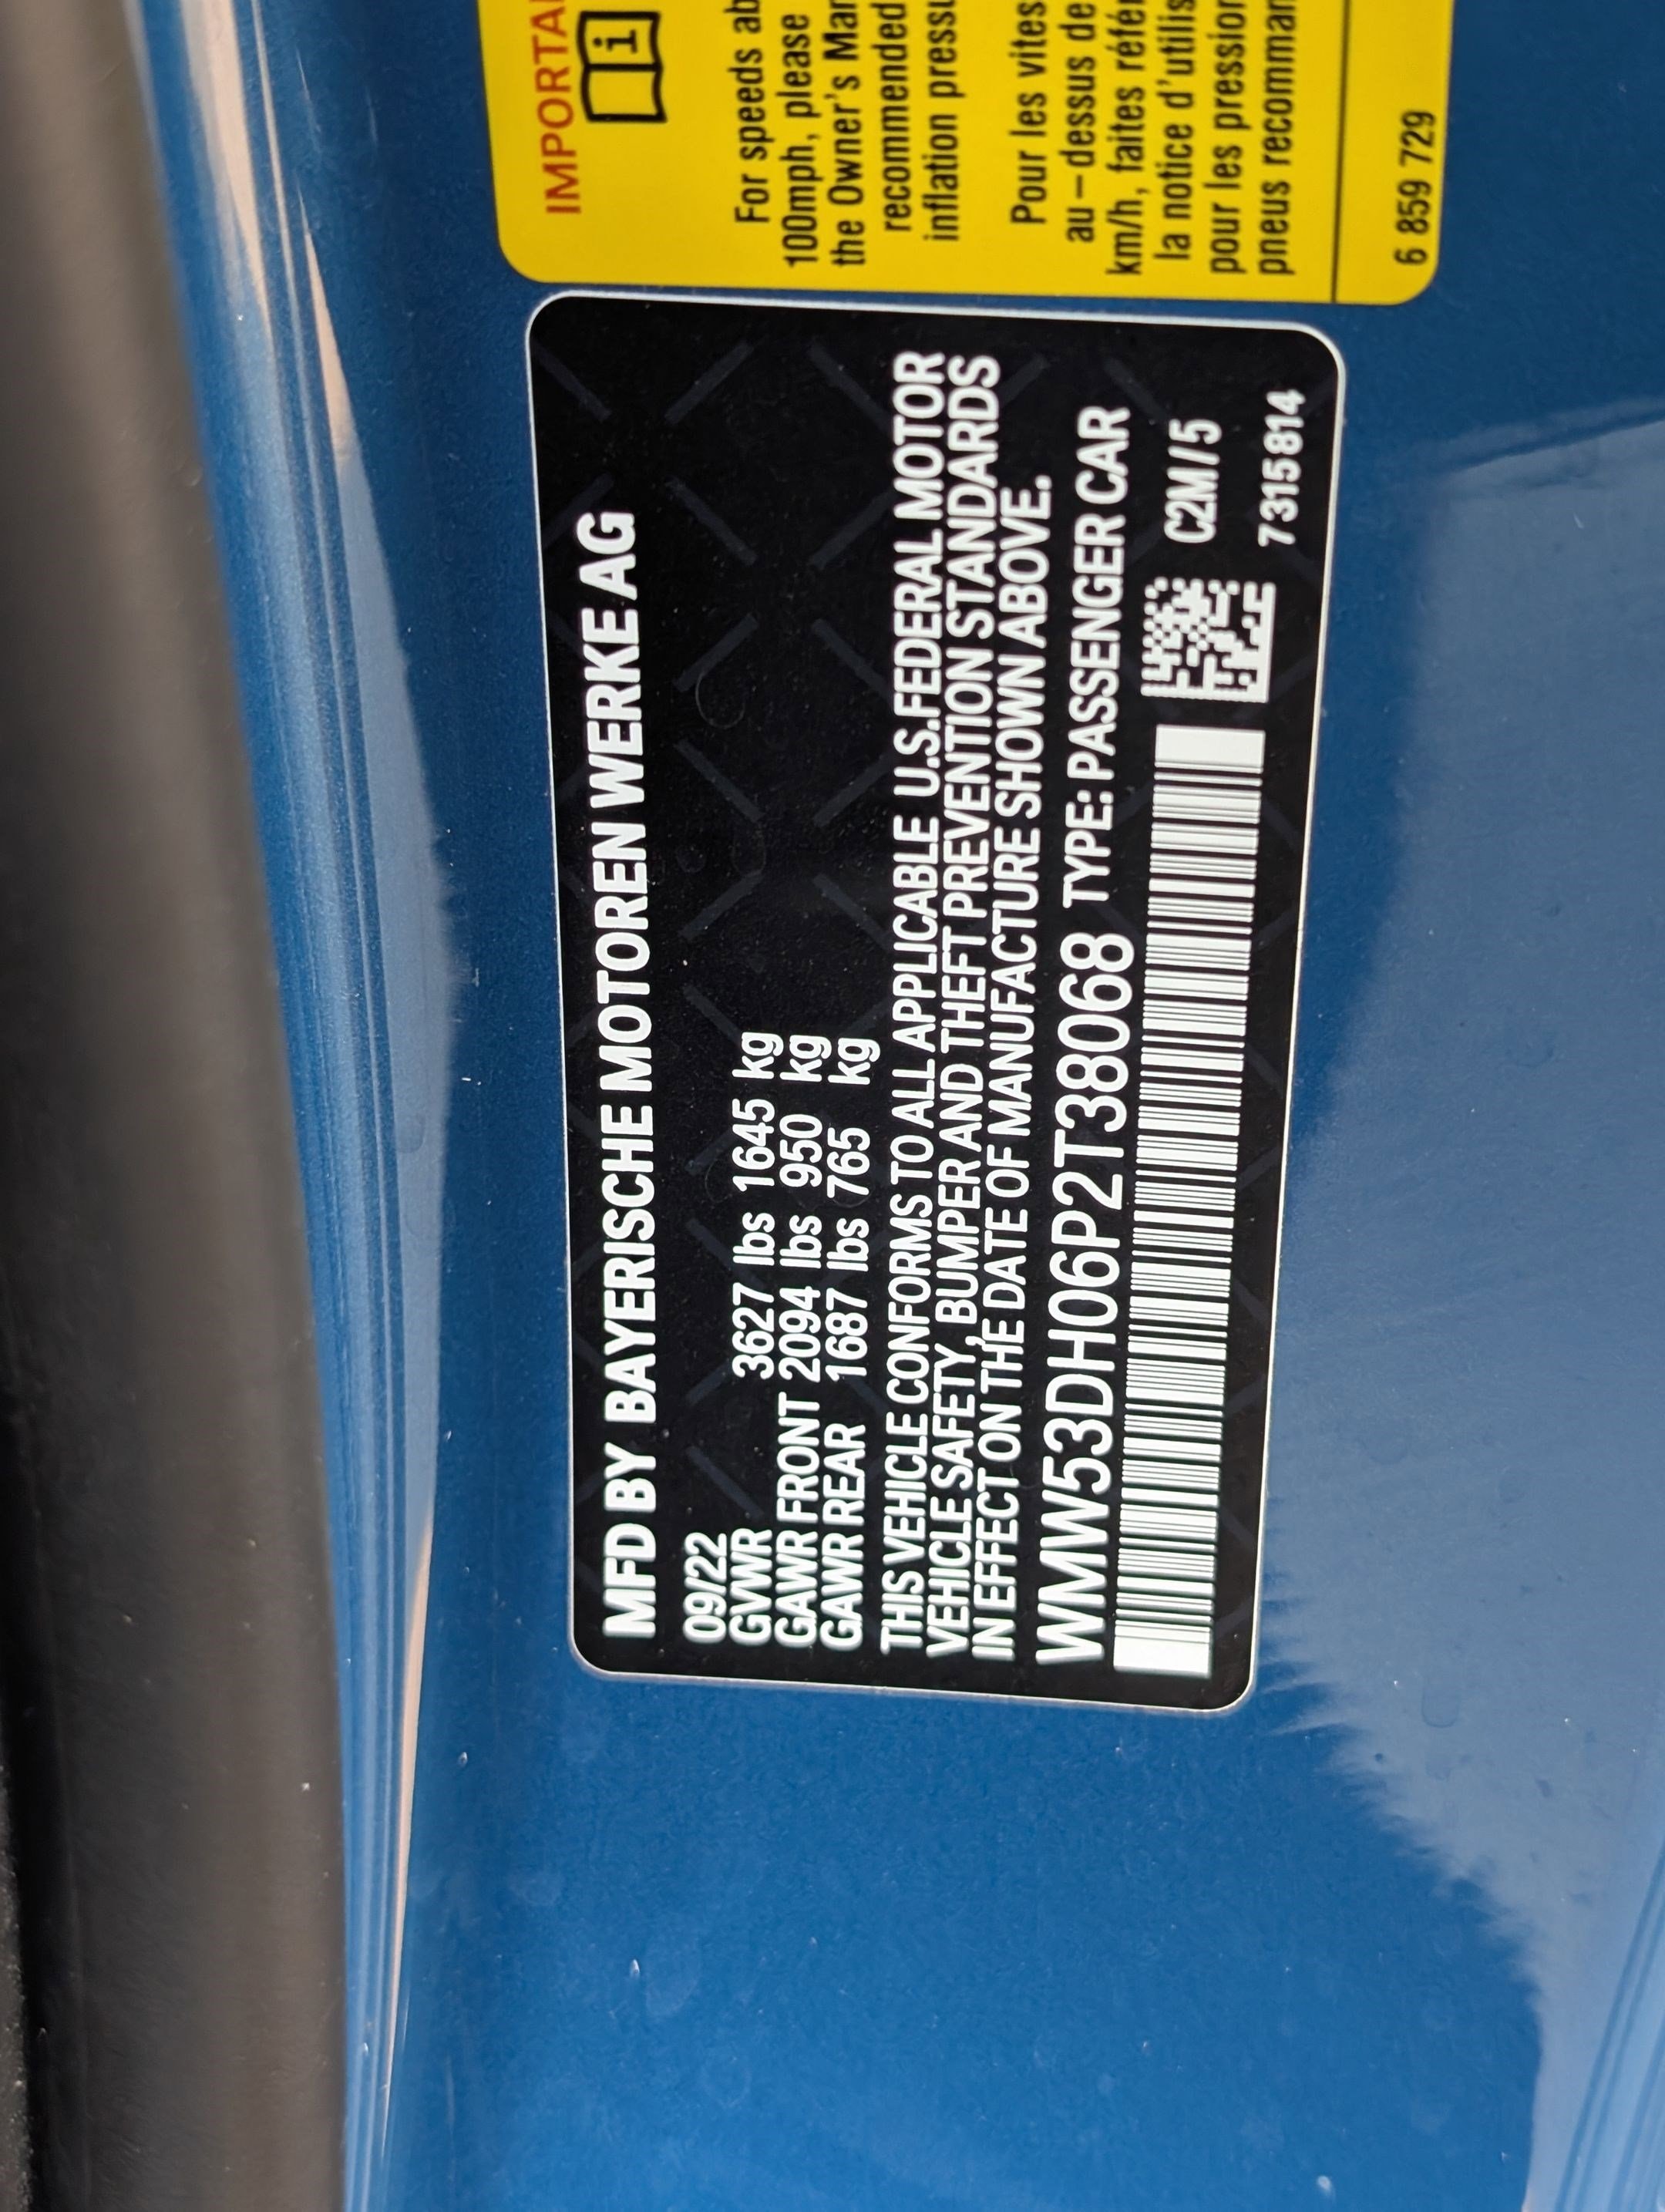 MFD BY BAYERISCHE MOTOREN WERKE AG
09/22
GVWR 3627 lbs 1645 kg
GAWR FRONT 2094 lbs 950 kg
GAWR REAR 1687 lbs 765 kg
THIS VEHICLE CONFORMS TO ALL APPLICABLE U.S.FEDERAL MOTOR
VEHICLE SAFETY, BUMPER AND THEFT PREVENTION STANDARDS
IN EFFECT ON THE DATE OF MANUFACTURE SHOWN ABOVE.
WMW53DH06P2T38068 TYPE: PASSENGER CAR
C2M/5
7315814
For speeds
100mph, please
the Owner's
recommended
inflation
Pour les
au-dessus de
km/h, faites
la notice
pour les
pneus
6 859 729